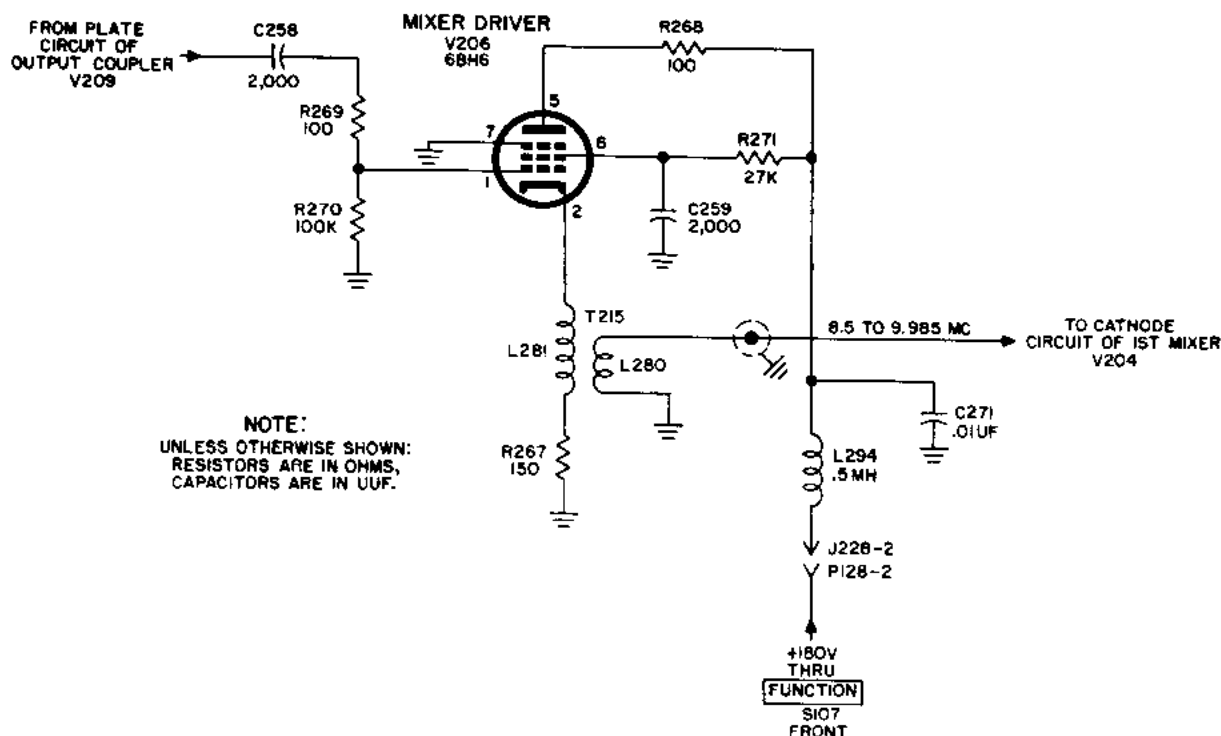 FROM PLATE
CIRCUIT OF
OUTPUT COUPLER
V209
C258
2,000
MIXER DRIVER
V206
6BH6
R268
100
R269
100
5
7
6
R271
27K
1
2
R270
100K
C259
2,000
T215
L281
L280
8.5 TO 9.985 MC
TO CATHODE
CIRCUIT OF 1ST MIXER
V204
NOTE:
UNLESS OTHERWISE SHOWN:
RESISTORS ARE IN OHMS,
CAPACITORS ARE IN UUF.
R267
150
C271
.01UF
L294
.5MH
J228-2
P128-2
+180V
THRU
FUNCTION
S107
FRONT